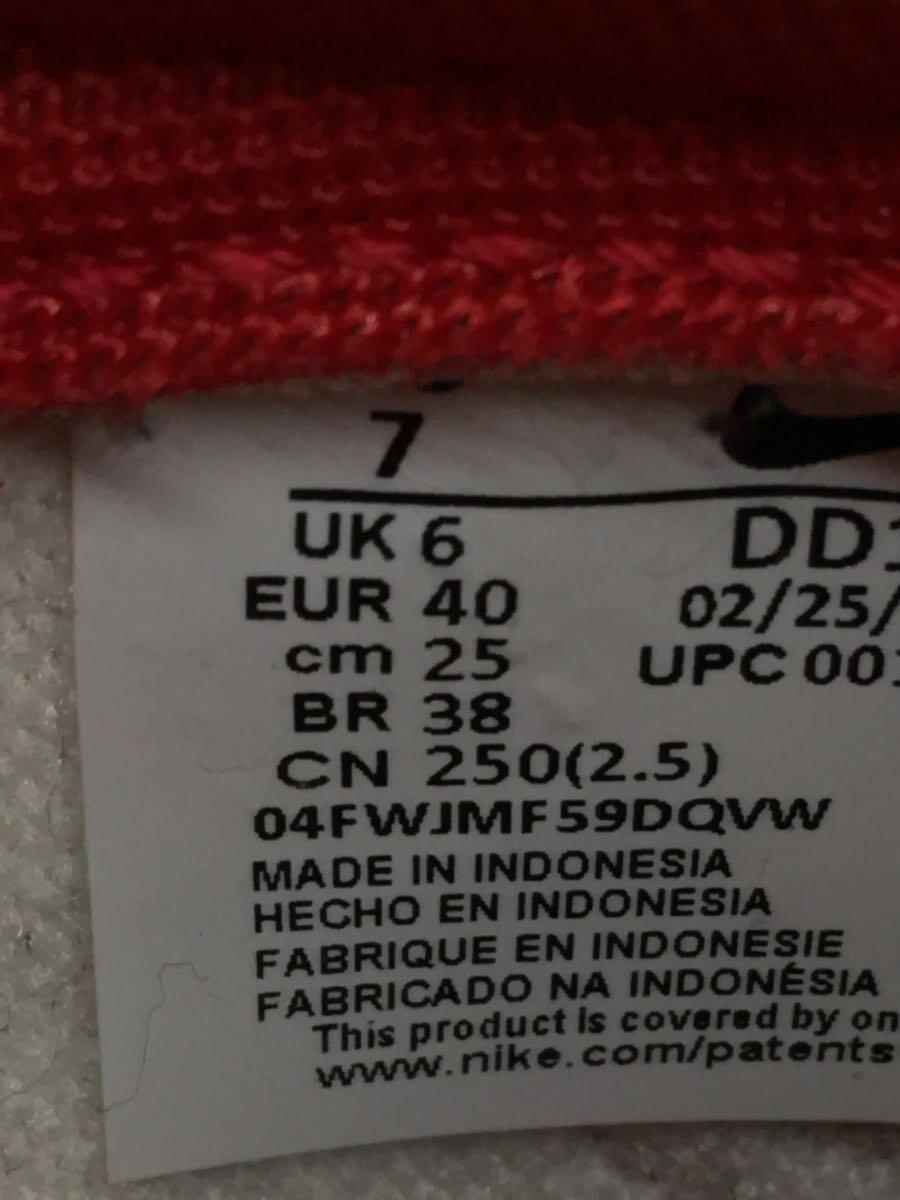 7
UK 6 DD1
EUR 40 02/25/
cm 25 UPC 001
BR 38
CN 250(2.5)
04FWJMF59DQVW
MADE IN INDONESIA
HECHO EN INDONESIA
FABRIQUE EN INDONESIE
FABRICADO NA INDONÉSIA
This product is covered by on
www.nike.com/patents